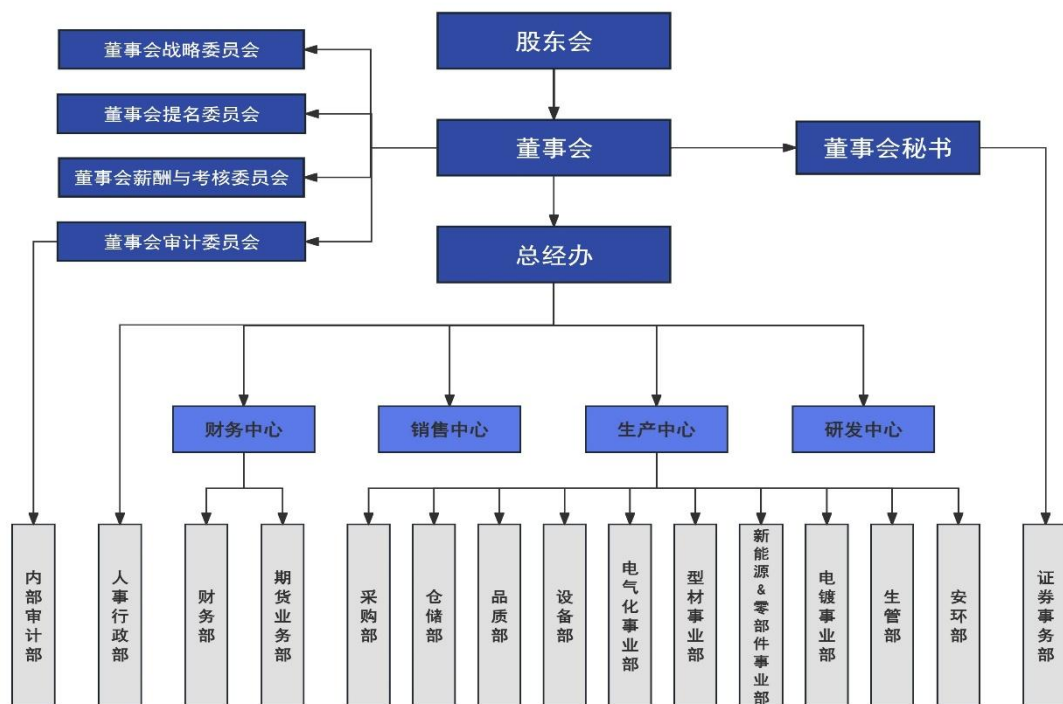 股东会
董事会战略委员会
董事会提名委员会
董事会
董事会秘书
董事会薪酬与考核委员会
董事会审计委员会
总经办
财务中心
销售中心
生产中心
研发中心
内部审计部
人事行政部
财务部
期货业务部
采购部
仓储部
品质部
设备部
电气化事业部
型材事业部
新能源&零部件事业部
电镀事业部
生管部
安环部
证券事务部